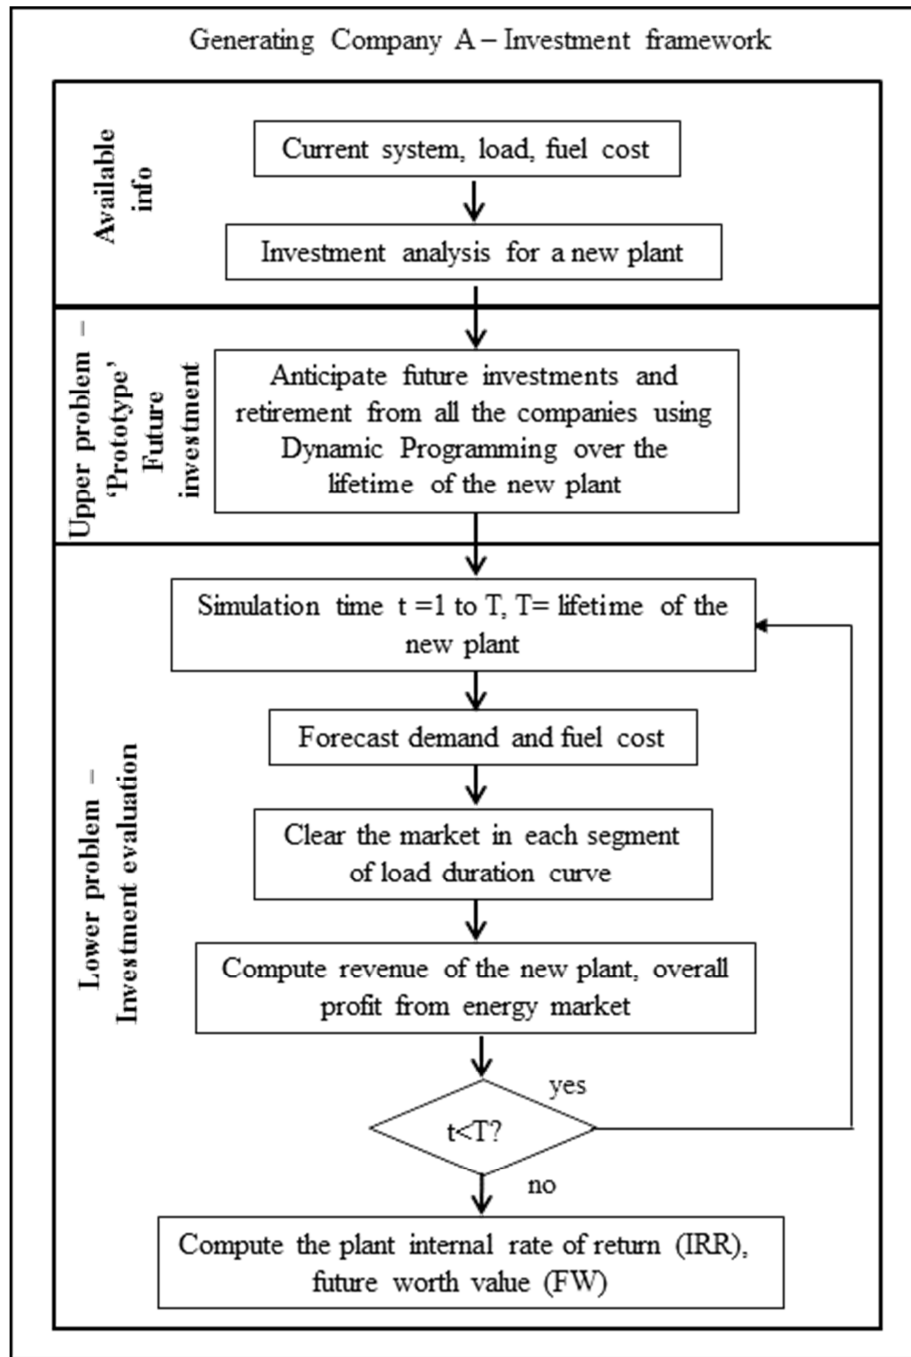 Generating Company A – Investment framework
Available
info
Current system, load, fuel cost
Investment analysis for a new plant
Upper problem –
‘Prototype’
Future
investment
Anticipate future investments and
retirement from all the companies using
Dynamic Programming over the
lifetime of the new plant
Lower problem –
Investment evaluation
Simulation time t =1 to T, T= lifetime of the
new plant
Forecast demand and fuel cost
Clear the market in each segment
of load duration curve
Compute revenue of the new plant, overall
profit from energy market
yes
t<T?
no
Compute the plant internal rate of return (IRR),
future worth value (FW)